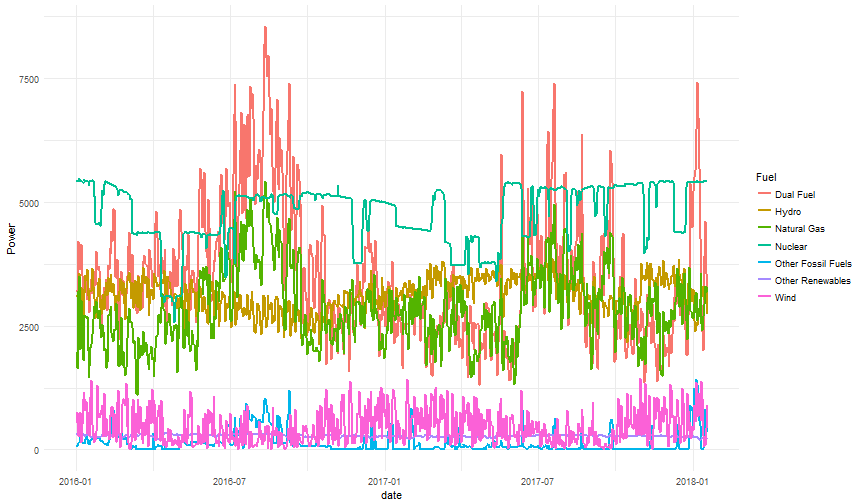 7500
5000
2500
0
Power
2016-01
2016-07
2017-01
2017-07
2018-01
date
Fuel
Dual Fuel
Hydro
Natural Gas
Nuclear
Other Fossil Fuels
Other Renewables
Wind